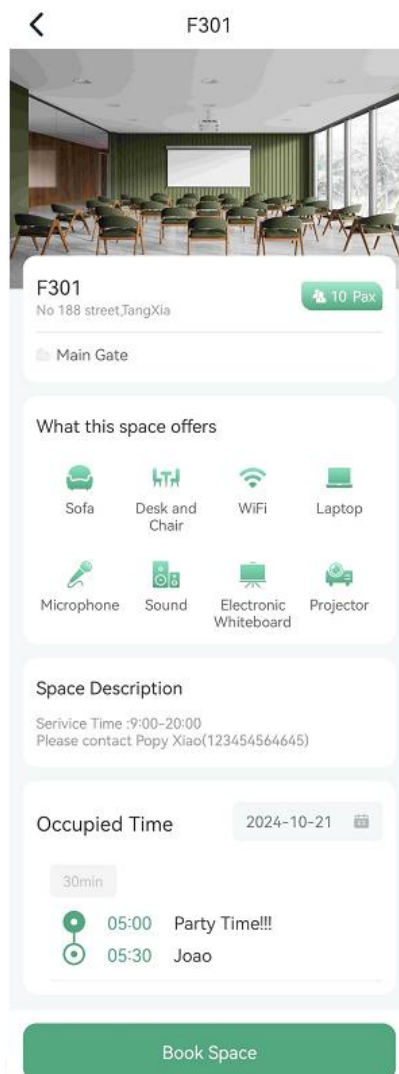 F301
F301
10 Pax
No 188 street,TangXia
Main Gate
What this space offers
Sofa
Desk and
Chair
WiFi
Laptop
Microphone
Sound
Electronic
Whiteboard
Projector
Space Description
Serivice Time :9:00-20:00
Please contact Popy Xiao(123454564645)
Occupied Time
2024-10-21
30min
05:00 Party Time!!!
05:30 Joao
Book Space